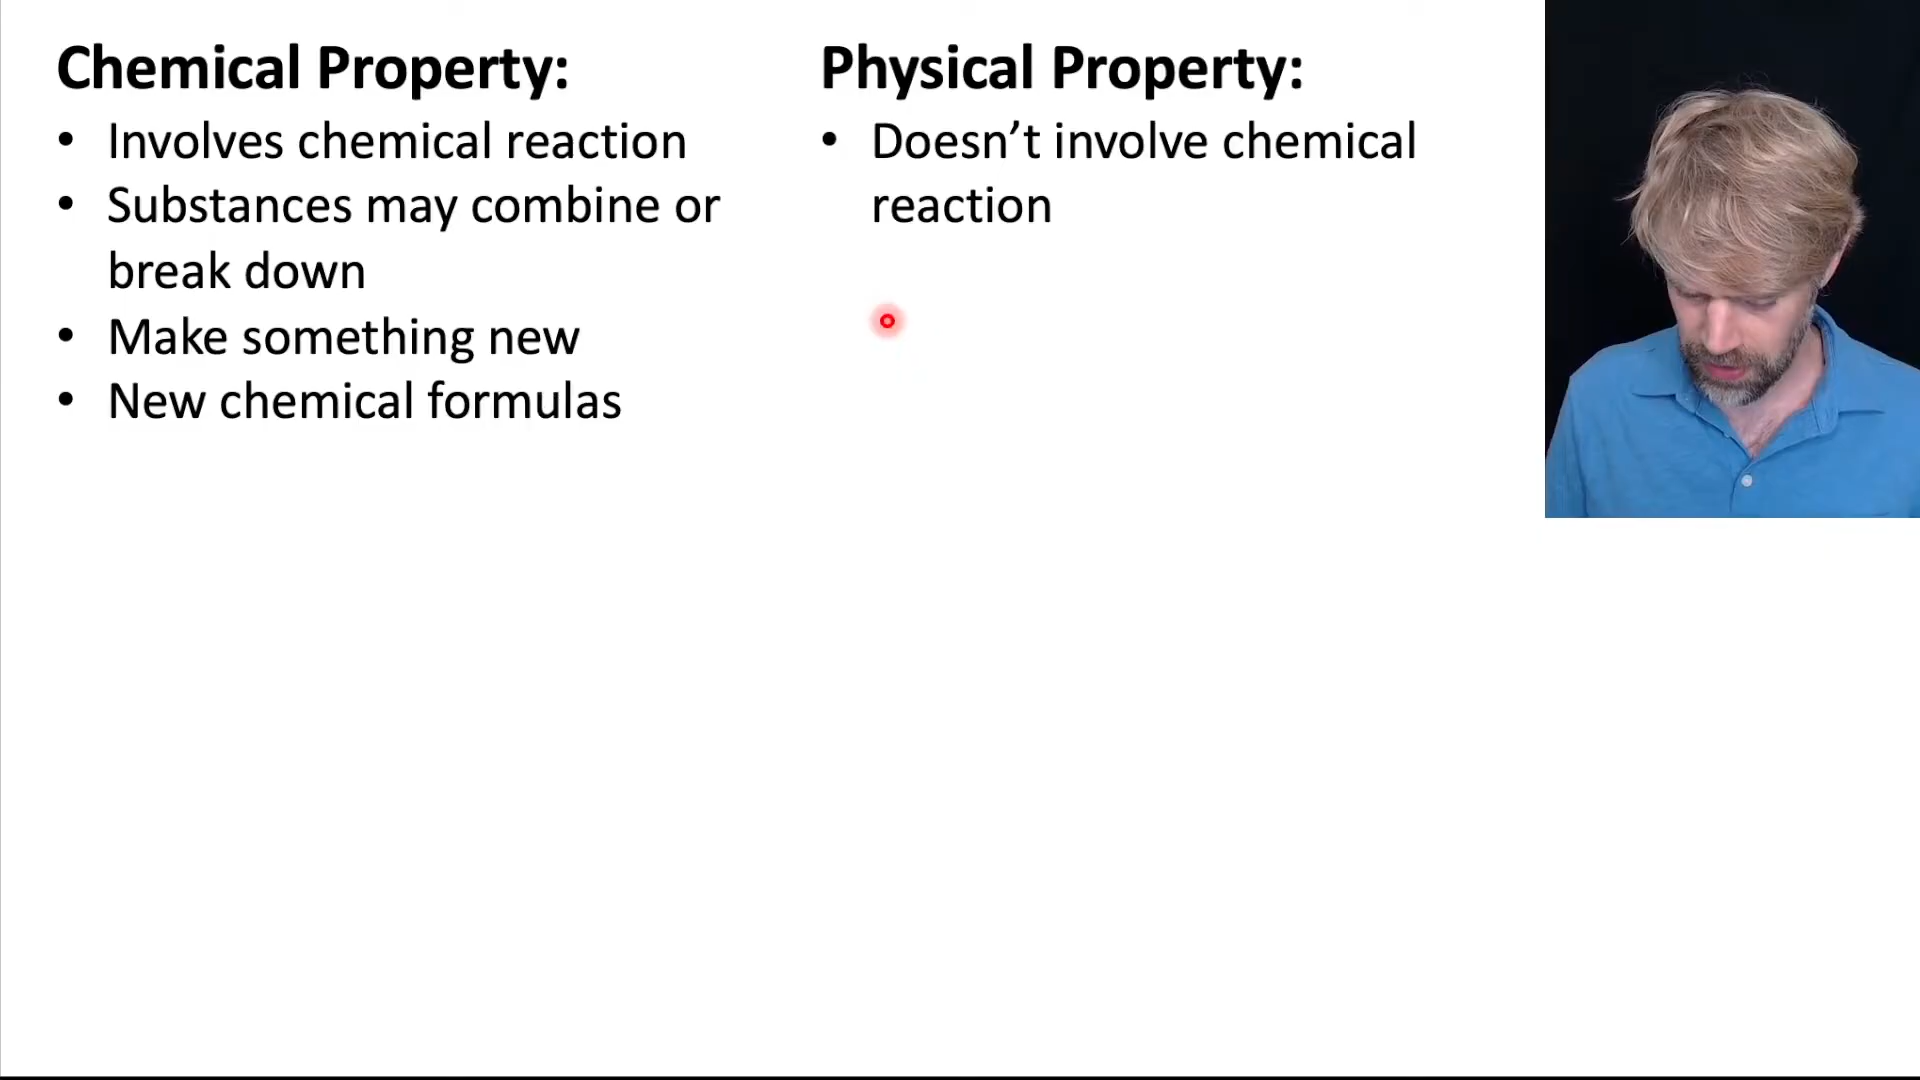 Chemical Property:
• Involves chemical reaction
• Substances may combine or
break down
• Make something new
• New chemical formulas
Physical Property:
• Doesn’t involve chemical
reaction